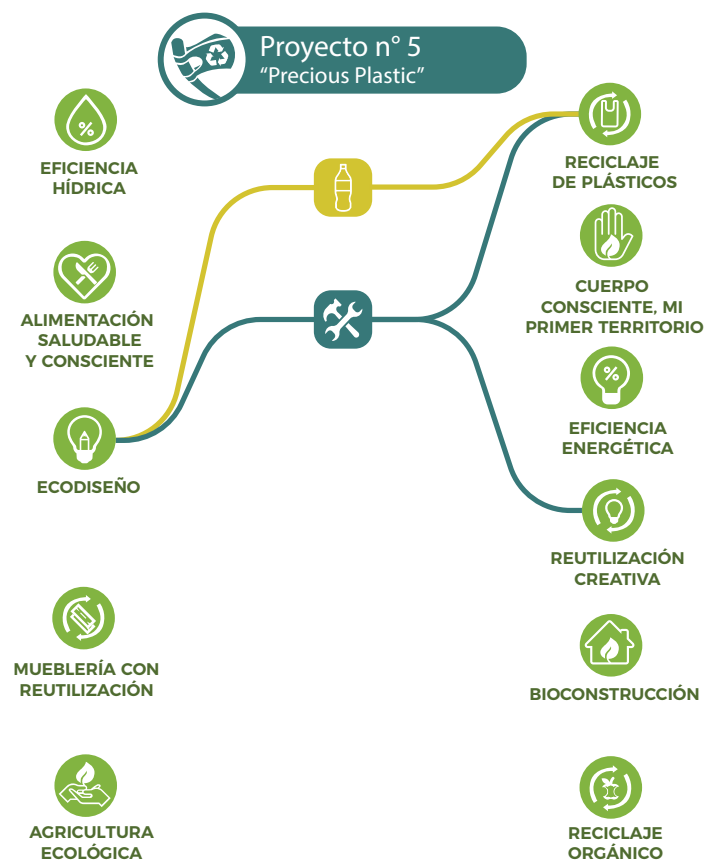 Proyecto n° 5
“Precious Plastic”
%
EFICIENCIA
HÍDRICA
ALIMENTACIÓN
SALUDABLE
Y CONSCIENTE
ECODISEÑO
MUEBLERÍA CON
REUTILIZACIÓN
AGRICULTURA
ECOLÓGICA
RECICLAJE
DE PLÁSTICOS
CUERPO
CONSCIENTE, MI
PRIMER TERRITORIO
%
EFICIENCIA
ENERGÉTICA
REUTILIZACIÓN
CREATIVA
BIOCONSTRUCCIÓN
RECICLAJE
ORGÁNICO